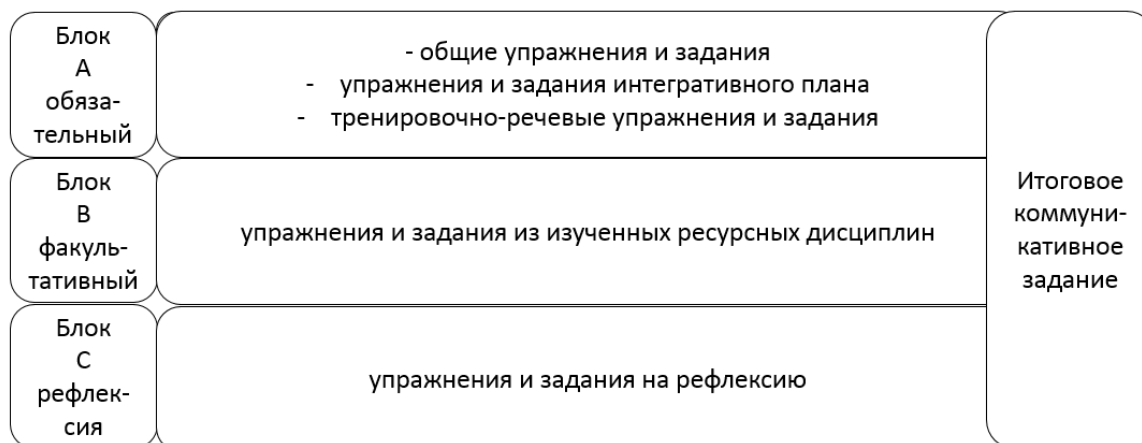 Блок
А
обяза-
тельный
- общие упражнения и задания
- упражнения и задания интегративного плана
- тренировочно-речевые упражнения и задания
Блок
В
факуль-
тативный
упражнения и задания из изученных ресурсных дисциплин
Блок
С
рефлек-
сия
упражнения и задания на рефлексию
Итоговое
коммуни-
кативное
задание